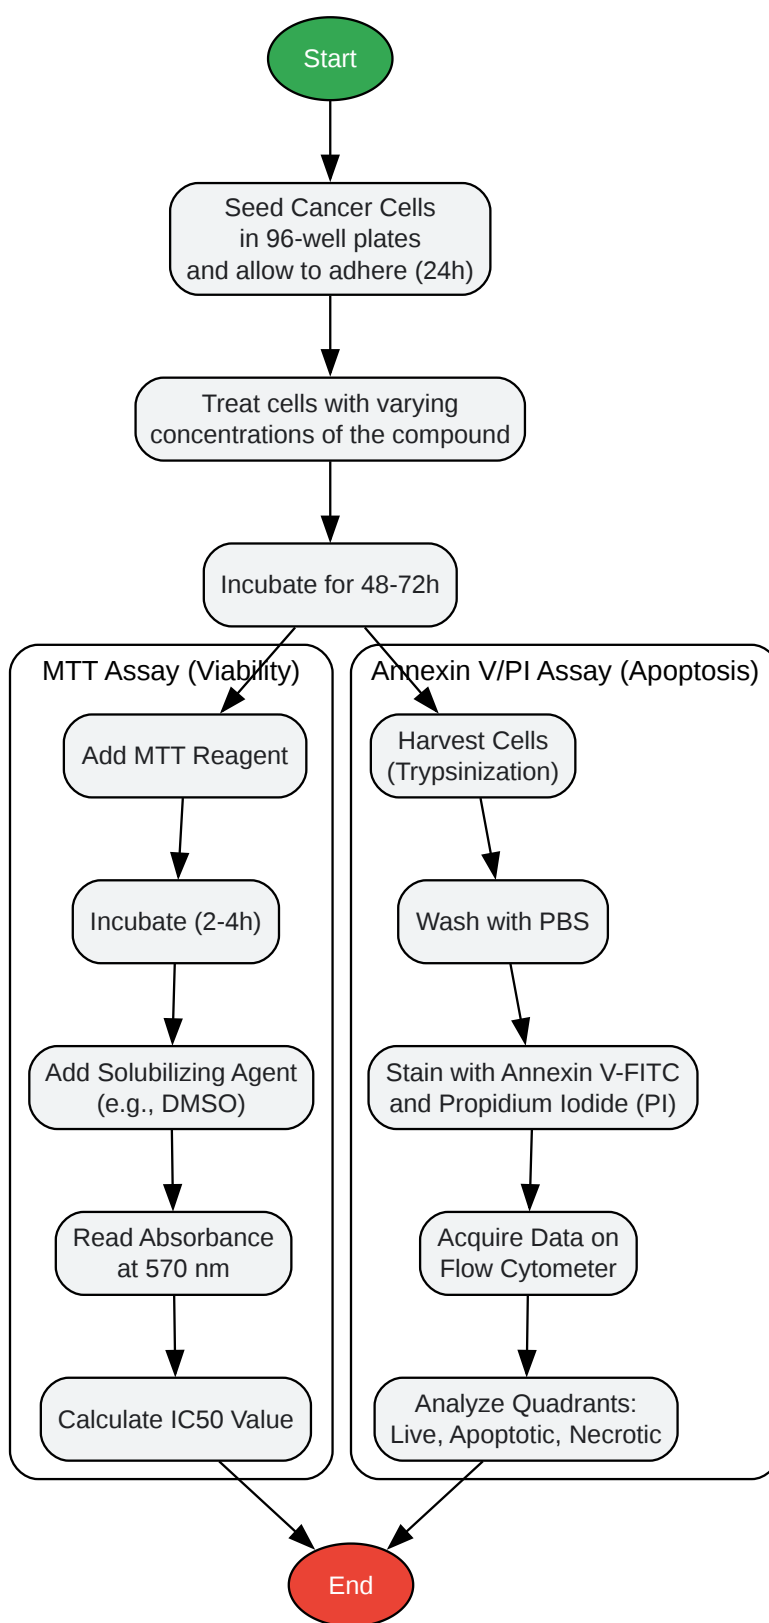 Start
Seed Cancer Cells
in 96-well plates
and allow to adhere (24h)
Treat cells with varying
concentrations of the compound
Incubate for 48-72h
MTT Assay (Viability)
Add MTT Reagent
Incubate (2-4h)
Add Solubilizing Agent
(e.g., DMSO)
Read Absorbance
at 570 nm
Calculate IC50 Value
Annexin V/PI Assay (Apoptosis)
Harvest Cells
(Trypsinization)
Wash with PBS
Stain with Annexin V-FITC
and Propidium Iodide (PI)
Acquire Data on
Flow Cytometer
Analyze Quadrants:
Live, Apoptotic, Necrotic
End